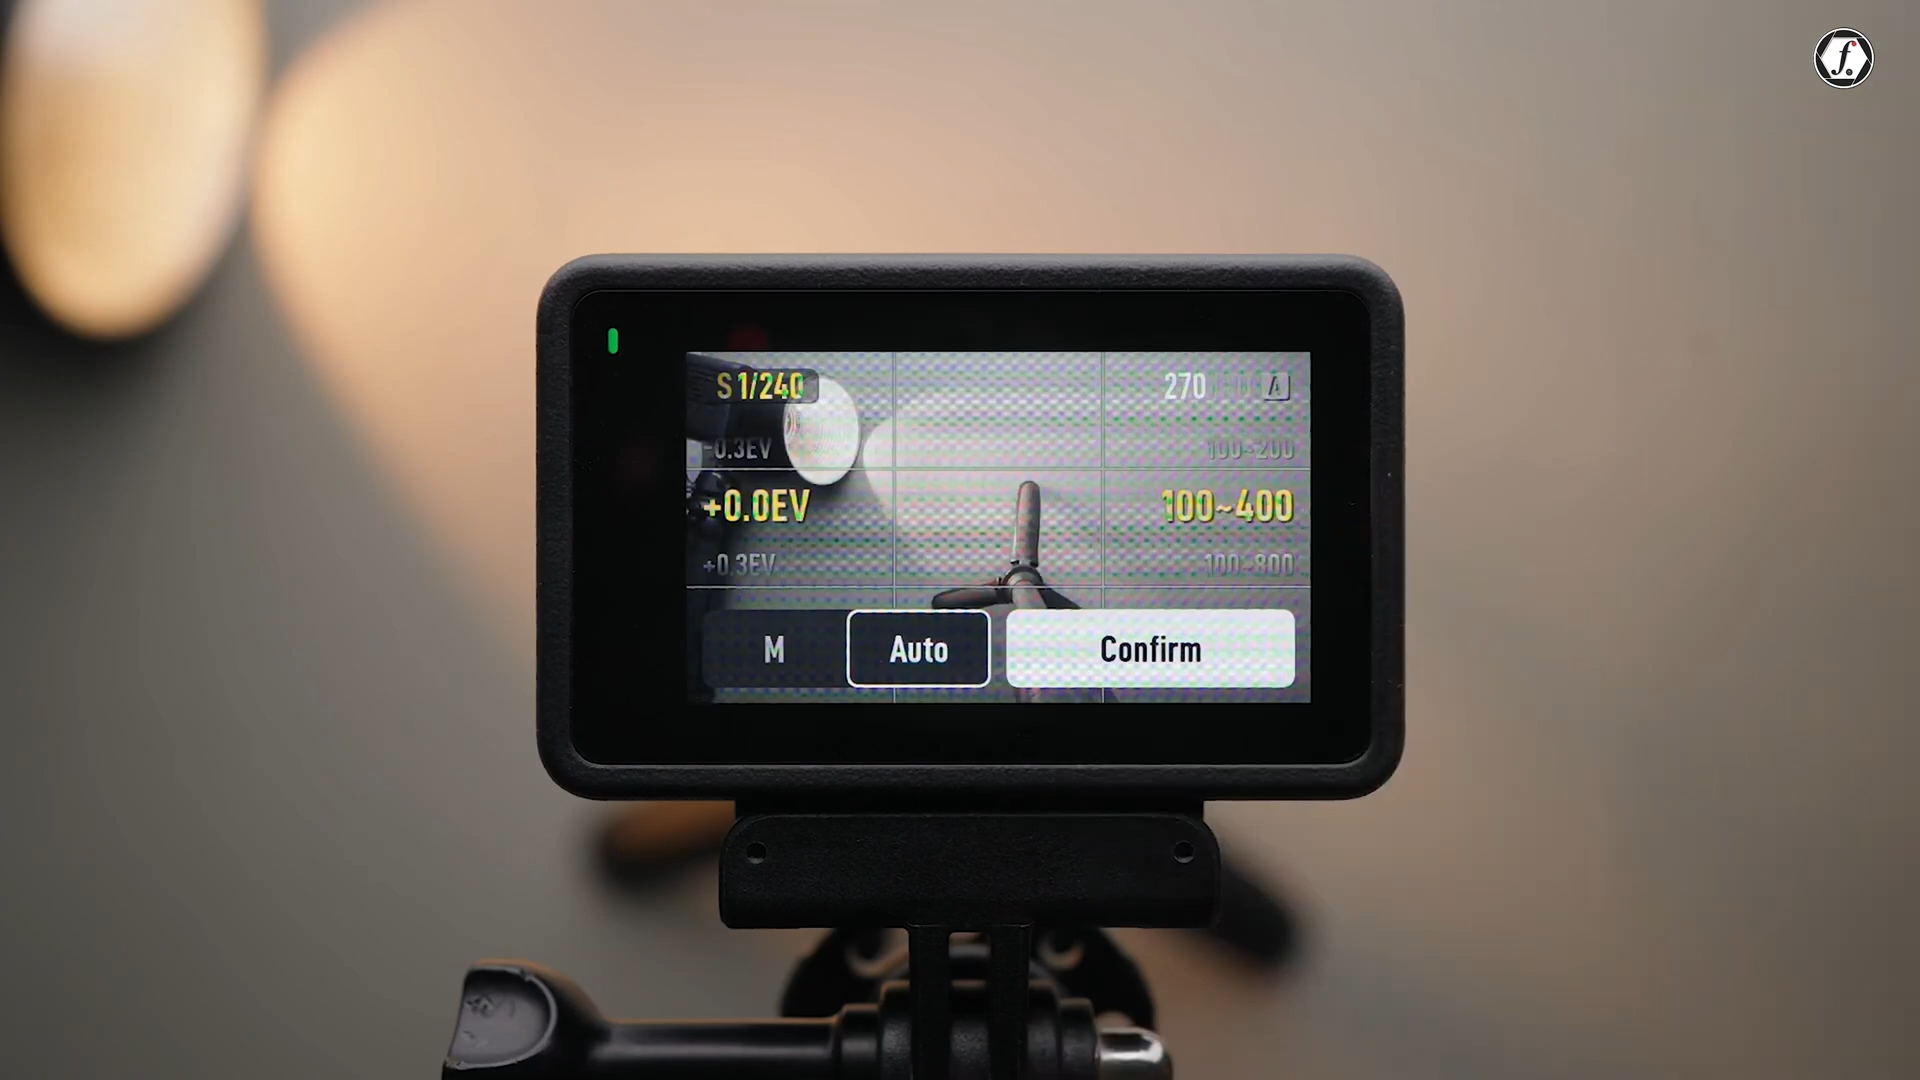 S 1/240
270 A
-0.3EV
100~200
+0.0EV
100~400
+0.3EV
100~800
M
Auto
Confirm
f.